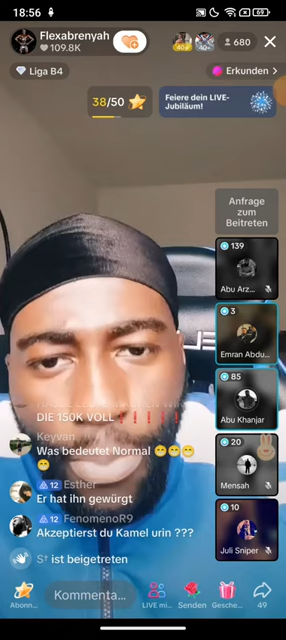 18:56
69
Flexabrenyah
109.8K
40
40
680
Liga B4
Erkunden
38/50
Feiere dein LIVE-
Jubiläum!
Anfrage
zum
Beitreten
139
Abu Arz...
3
Emran Abdu...
85
Abu Khanjar
20
Mensah
10
Juli Sniper
DIE 150K VOLL❗❗❗❗❗
Keyvan
Was bedeutet Normal 😁😁😁
😁
12 Esther
Er hat ihn gewürgt
12 FenomenoR9
Akzeptierst du Kamel urin ???
ist beigetreten
Abonn...
Kommenta...
LIVE mi...
Senden
Gesche...
49